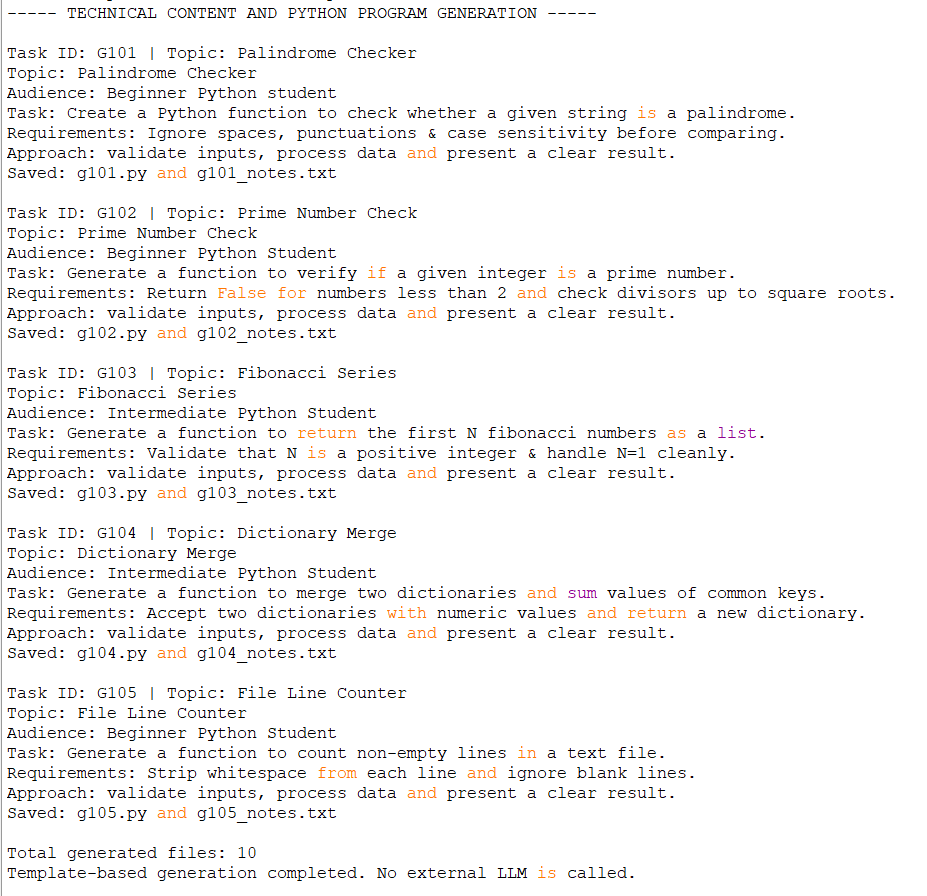 ----- TECHNICAL CONTENT AND PYTHON PROGRAM GENERATION -----
Task ID: G101 | Topic: Palindrome Checker
Topic: Palindrome Checker
Audience: Beginner Python student
Task: Create a Python function to check whether a given string is a palindrome.
Requirements: Ignore spaces, punctuations & case sensitivity before comparing.
Approach: validate inputs, process data and present a clear result.
Saved: g101.py and g101_notes.txt
Task ID: G102 | Topic: Prime Number Check
Topic: Prime Number Check
Audience: Beginner Python Student
Task: Generate a function to verify if a given integer is a prime number.
Requirements: Return False for numbers less than 2 and check divisors up to square roots.
Approach: validate inputs, process data and present a clear result.
Saved: g102.py and g102_notes.txt
Task ID: G103 | Topic: Fibonacci Series
Topic: Fibonacci Series
Audience: Intermediate Python Student
Task: Generate a function to return the first N fibonacci numbers as a list.
Requirements: Validate that N is a positive integer & handle N=1 cleanly.
Approach: validate inputs, process data and present a clear result.
Saved: g103.py and g103_notes.txt
Task ID: G104 | Topic: Dictionary Merge
Topic: Dictionary Merge
Audience: Intermediate Python Student
Task: Generate a function to merge two dictionaries and sum values of common keys.
Requirements: Accept two dictionaries with numeric values and return a new dictionary.
Approach: validate inputs, process data and present a clear result.
Saved: g104.py and g104_notes.txt
Task ID: G105 | Topic: File Line Counter
Topic: File Line Counter
Audience: Beginner Python Student
Task: Generate a function to count non-empty lines in a text file.
Requirements: Strip whitespace from each line and ignore blank lines.
Approach: validate inputs, process data and present a clear result.
Saved: g105.py and g105_notes.txt
Total generated files: 10
Template-based generation completed. No external LLM is called.